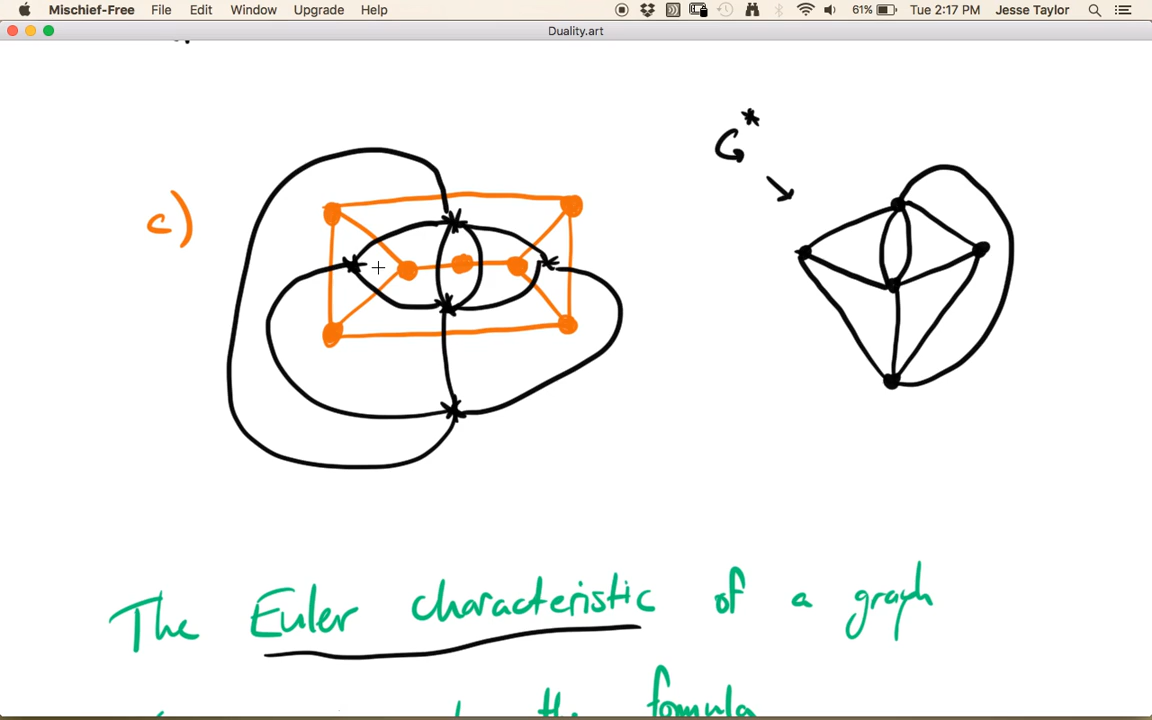 Mischief-Free File Edit Window Upgrade Help 61% Tue 2:17 PM Jesse Taylor
Duality.art
G*
c)
The Euler characteristic of a graph
the formula